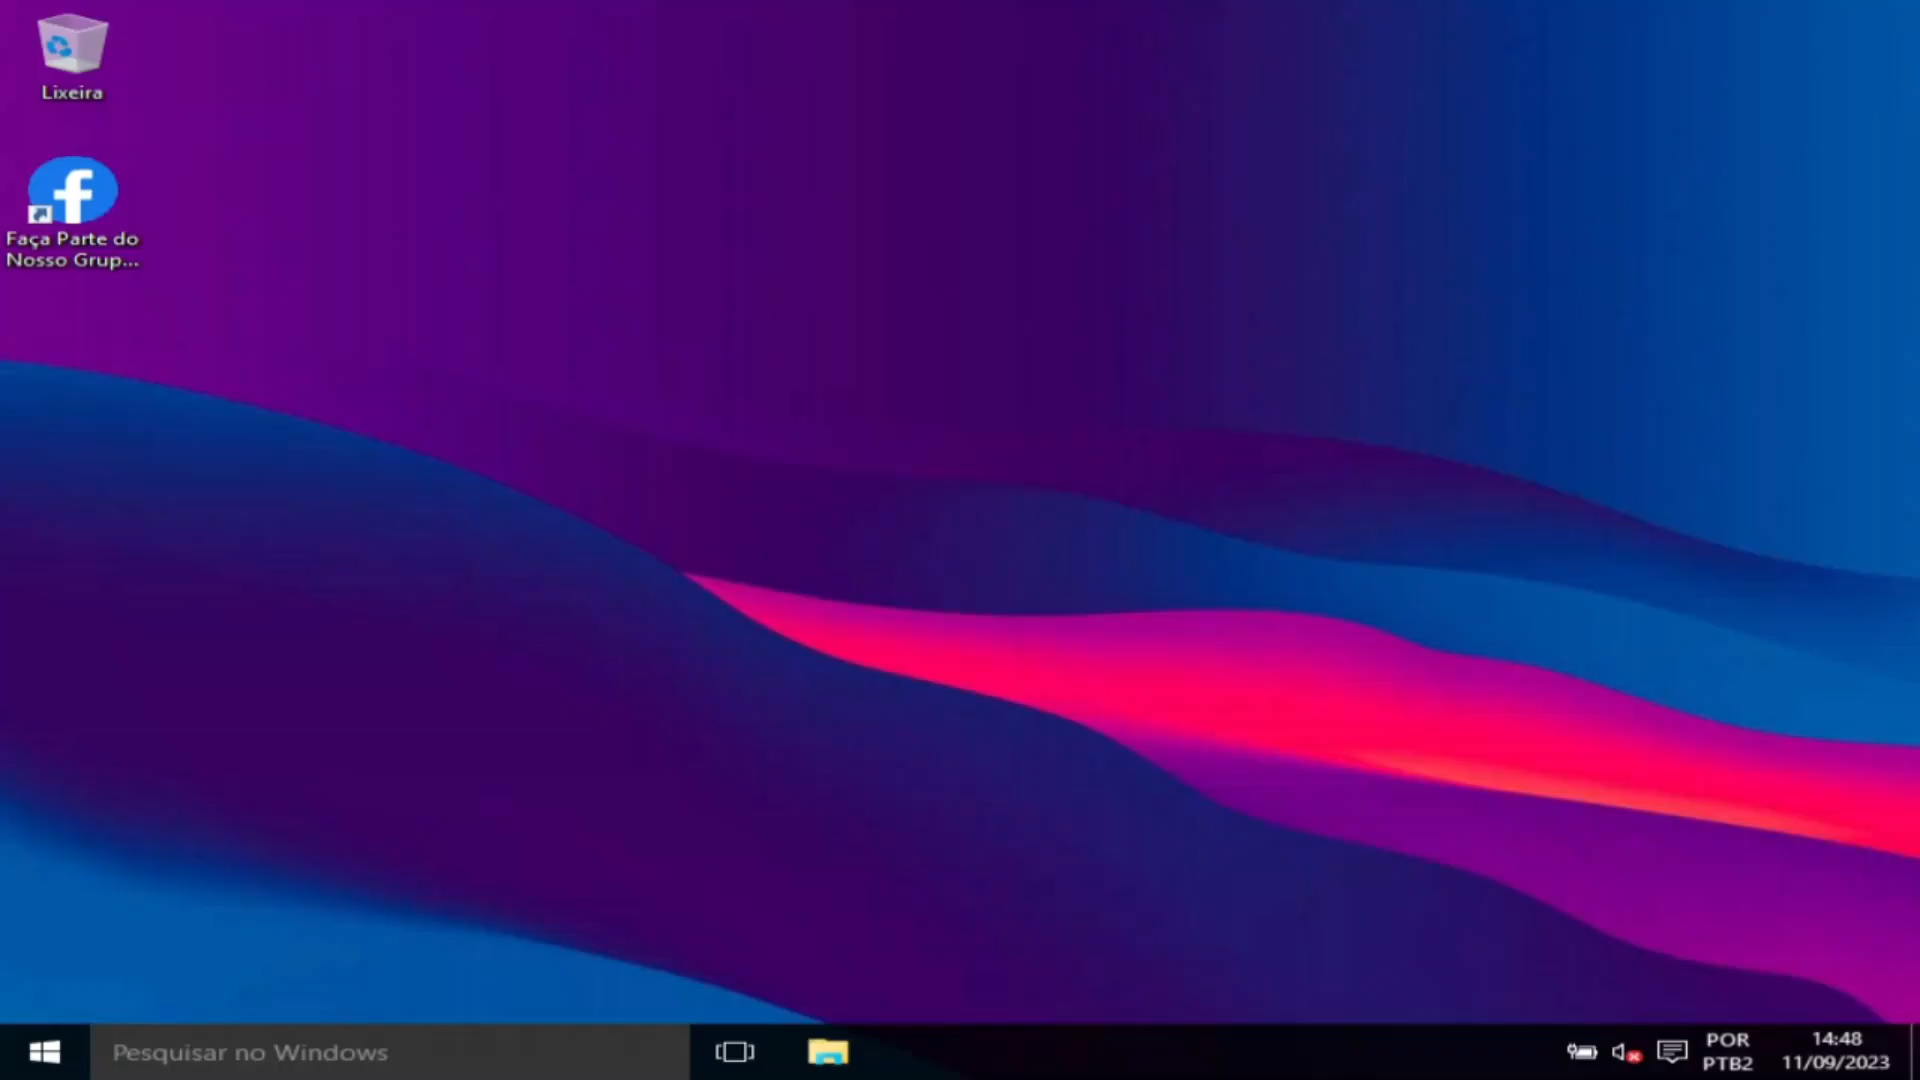 Lixeira
Faça Parte do
Nosso Grup...
Pesquisar no Windows
POR
PTB2
14:48
11/09/2023